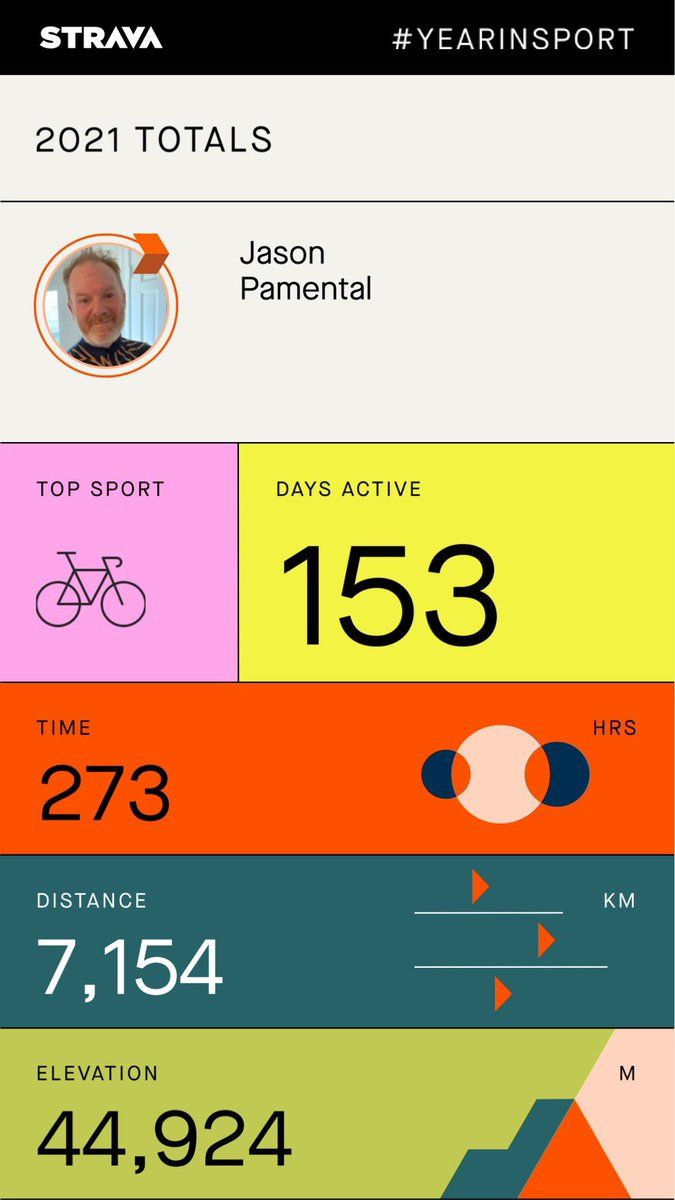 STRAVA #YEARINSPORT
2021 TOTALS
Jason
Pamental
TOP SPORT
DAYS ACTIVE
153
TIME HRS
273
DISTANCE KM
7,154
ELEVATION M
44,924